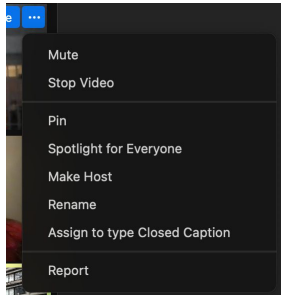 ...
Mute
Stop Video
Pin
Spotlight for Everyone
Make Host
Rename
Assign to type Closed Caption
Report